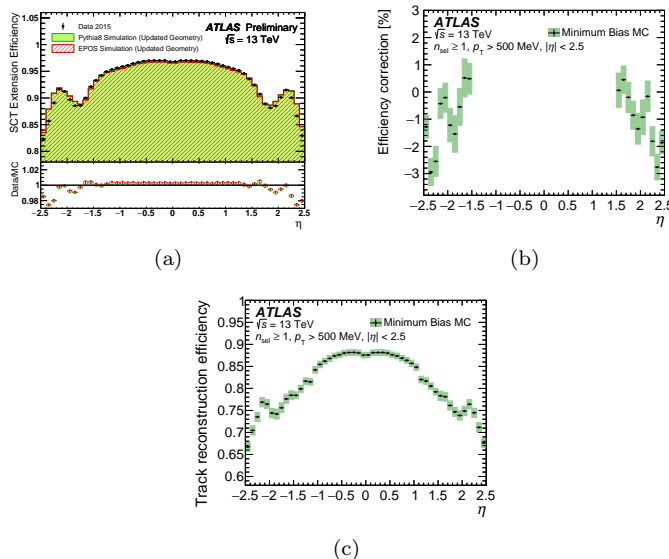 ATLAS Preliminary
√s = 13 TeV
Data 2015
Pythia8 Simulation (Updated Geometry)
EPOS Simulation (Updated Geometry)
SCT Extension Efficiency
1.05
1
0.95
0.9
0.85
0.8
Data/MC
1.02
1
0.98
−2.5 −2 −1.5 −1 −0.5 0 0.5 1 1.5 2 2.5
η
(a)
ATLAS
√s = 13 TeV
Minimum Bias MC
n_sel ≥ 1, p_T > 500 MeV, |η| < 2.5
Efficiency correction [%]
3
2
1
0
−1
−2
−3
−2.5 −2 −1.5 −1 −0.5 0 0.5 1 1.5 2 2.5
η
(b)
ATLAS
√s = 13 TeV
Minimum Bias MC
n_sel ≥ 1, p_T > 500 MeV, |η| < 2.5
Track reconstruction efficiency
1
0.95
0.9
0.85
0.8
0.75
0.7
0.65
0.6
−2.5 −2 −1.5 −1 −0.5 0 0.5 1 1.5 2 2.5
η
(c)